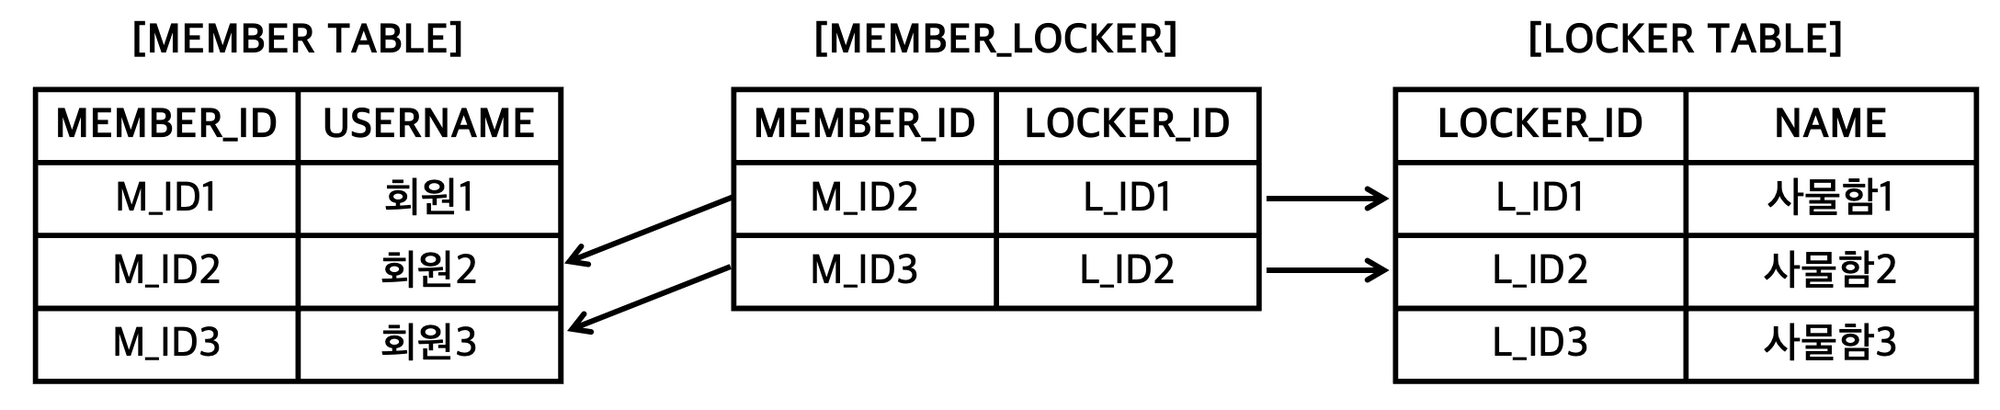 [MEMBER TABLE] [MEMBER_LOCKER] [LOCKER TABLE]
MEMBER_ID USERNAME MEMBER_ID LOCKER_ID LOCKER_ID NAME
M_ID1 회원1 M_ID2 L_ID1 L_ID1 사물함1
M_ID2 회원2 M_ID3 L_ID2 L_ID2 사물함2
M_ID3 회원3 L_ID3 사물함3